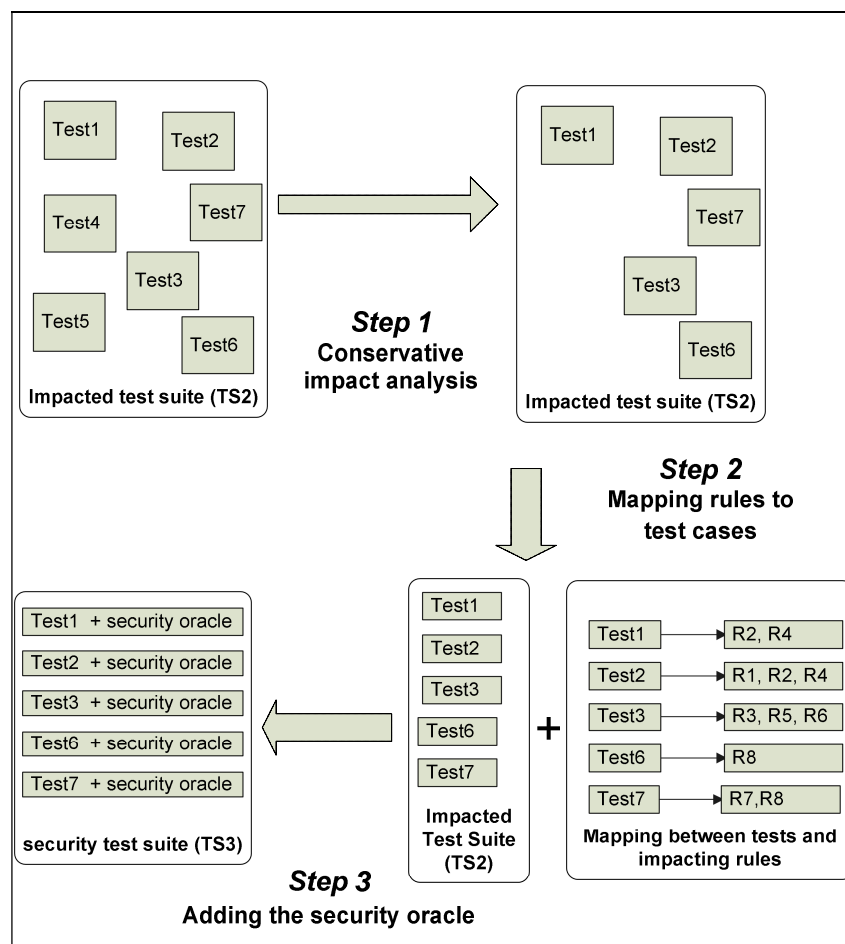 Test1
Test2
Test4
Test7
Test3
Test5
Test6
Impacted test suite (TS2)
Step 1
Conservative
impact analysis
Test1
Test2
Test7
Test3
Test6
Impacted test suite (TS2)
Step 2
Mapping rules to
test cases
Test1
Test2
Test3
Test6
Test7
Impacted
Test Suite
(TS2)
+
Test1 R2, R4
Test2 R1, R2, R4
Test3 R3, R5, R6
Test6 R8
Test7 R7,R8
Mapping between tests and
impacting rules
Test1 + security oracle
Test2 + security oracle
Test3 + security oracle
Test6 + security oracle
Test7 + security oracle
security test suite (TS3)
Step 3
Adding the security oracle